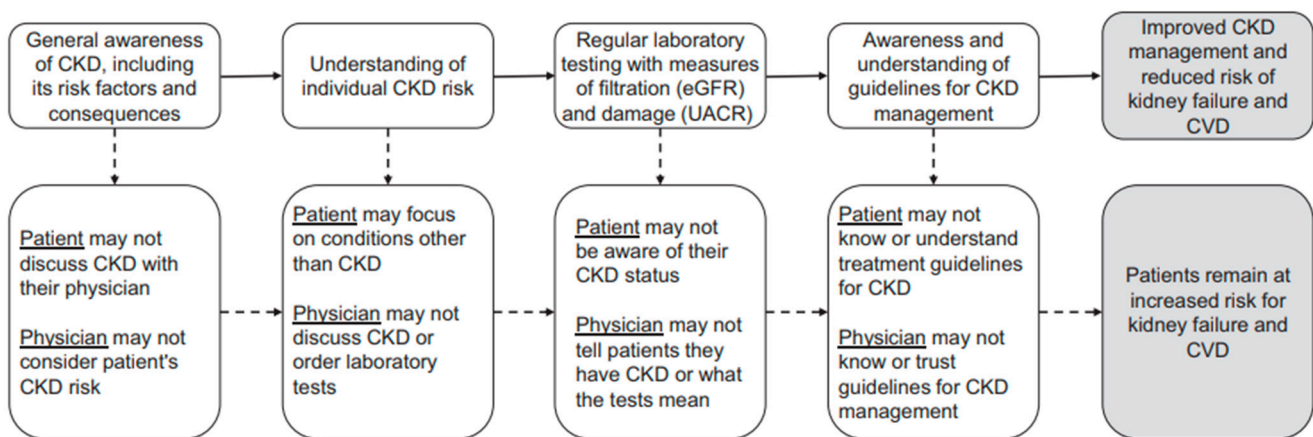 General awareness
of CKD, including
its risk factors and
consequences
Understanding of
individual CKD risk
Regular laboratory
testing with measures
of filtration (eGFR)
and damage (UACR)
Awareness and
understanding of
guidelines for CKD
management
Improved CKD
management and
reduced risk of
kidney failure and
CVD
Patient may not
discuss CKD with
their physician
Physician may not
consider patient's
CKD risk
Patient may focus
on conditions other
than CKD
Physician may not
discuss CKD or
order laboratory
tests
Patient may not
be aware of their
CKD status
Physician may not
tell patients they
have CKD or what
the tests mean
Patient may not
know or understand
treatment guidelines
for CKD
Physician may not
know or trust
guidelines for CKD
management
Patients remain at
increased risk for
kidney failure and
CVD